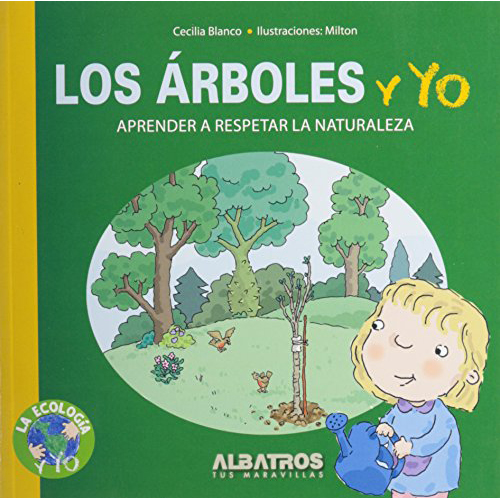 Cecilia Blanco • Ilustraciones: Milton
LOS ÁRBOLES Y YO
APRENDER A RESPETAR LA NATURALEZA
LA ECOLOGÍA
y YO
ALBATROS
TUS MARAVILLAS